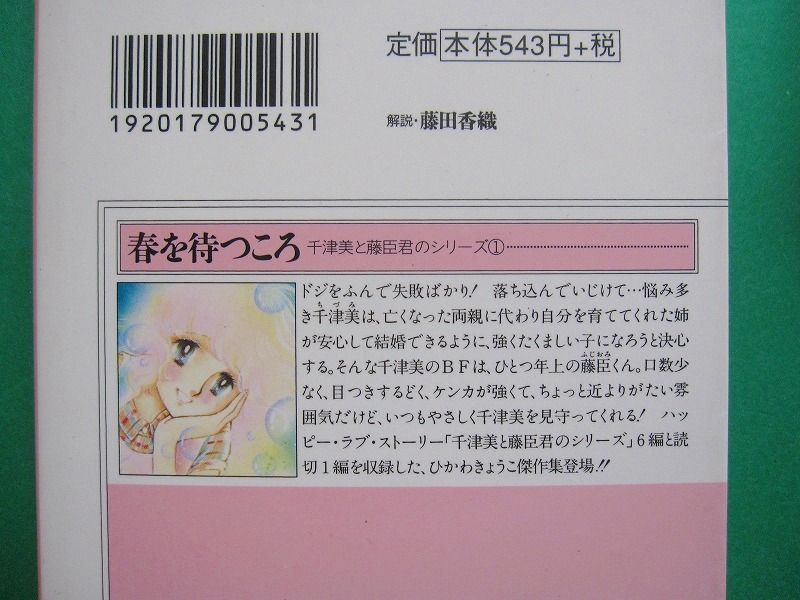 定価 本体543円+税
1920179005431
解説・藤田香織
春を待つころ 千津美と藤臣君のシリーズ①
ドジをふんで失敗ばかり! 落ち込んでいじけて…悩み多
き千津美は、亡くなった両親に代わり自分を育ててくれた姉
が安心して結婚できるように、強くたくましい子になろうと決心
する。そんな千津美のBFは、ひとつ年上の藤臣くん。口数少
なく、目つきするどく、ケンカが強くて、ちょっと近よりがたい雰
囲気だけど、いつもやさしく千津美を見守ってくれる! ハッ
ピー・ラブ・ストーリー「千津美と藤臣君のシリーズ」6編と読
切1編を収録した、ひかわきょうこ傑作集登場!!